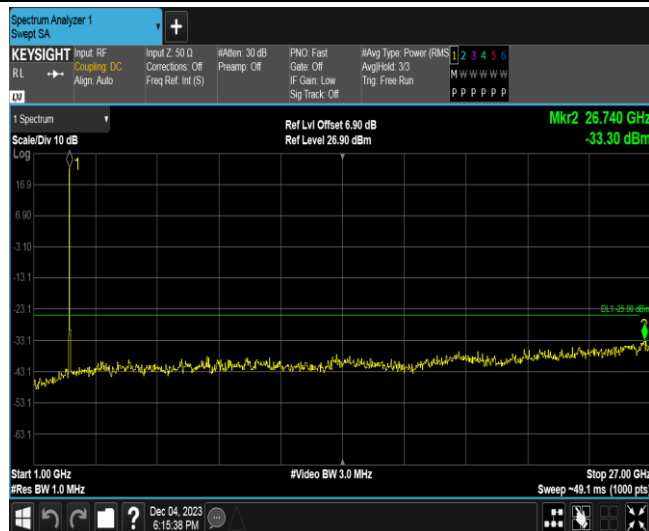 Spectrum Analyzer 1
Swept SA
+
KEYSIGHT
RL
LXI
Input: RF
Coupling: DC
Align: Auto
Input Z: 50 Ω
Corrections: Off
Freq Ref: Int (S)
#Atten: 30 dB
Preamp: Off
PNO: Fast
Gate: Off
IF Gain: Low
Sig Track: Off
#Avg Type: Power (RMS
Avg|Hold: 3/3
Trig: Free Run
1 2 3 4 5 6
M W W W W W
P P P P P P
1 Spectrum
Scale/Div 10 dB
Log
Ref Lvl Offset 6.90 dB
Ref Level 26.90 dBm
Mkr2 26.740 GHz
-33.30 dBm
1
16.9
6.90
-3.10
-13.1
-23.1
DL1 -25.00 dBm
2
-33.1
-43.1
-53.1
-63.1
Start 1.00 GHz
#Video BW 3.0 MHz
Stop 27.00 GHz
#Res BW 1.0 MHz
Sweep ~49.1 ms (1000 pts)
?
Dec 04, 2023
6:15:38 PM